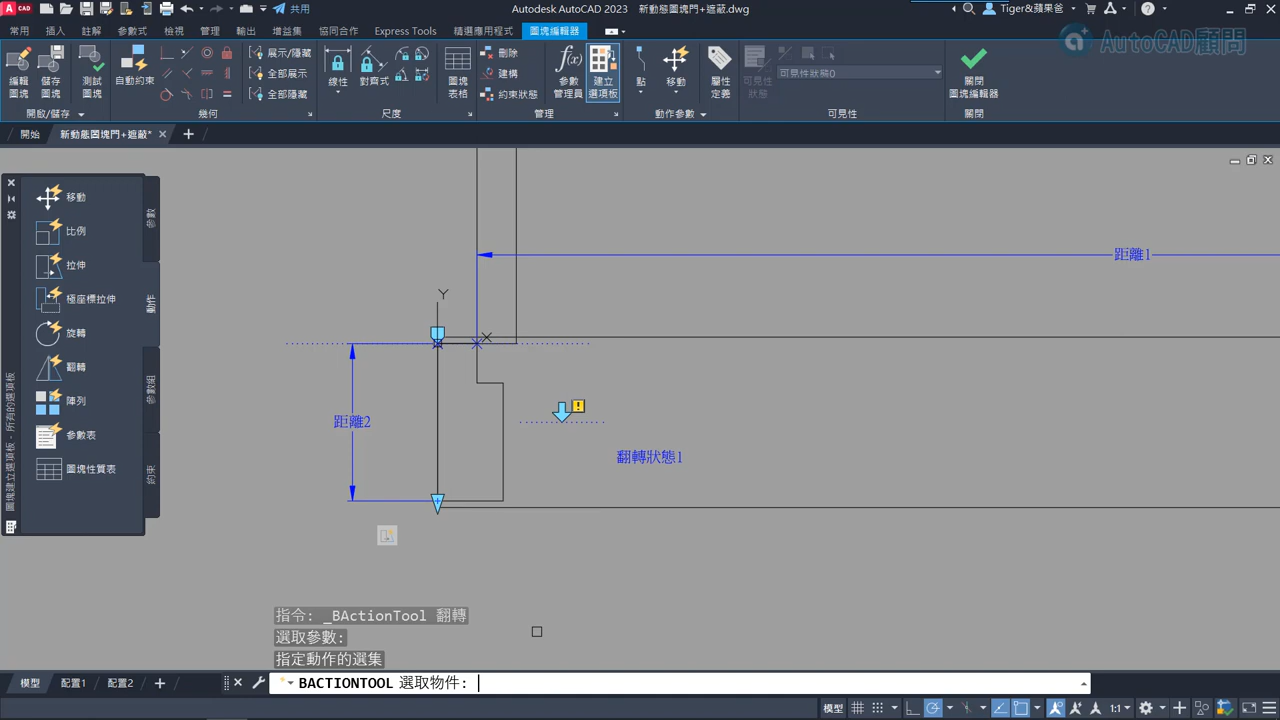 CAD
共用
Autodesk AutoCAD 2023
新動態圖塊門+遮蔽.dwg
Tiger&蘋果爸
常用
插入
註解
參數式
檢視
管理
輸出
增益集
協同合作
Express Tools
精選應用程式
圖塊編輯器
AutoCAD顧問
編輯
圖塊
儲存
圖塊
測試
圖塊
自動約束
展示/隱藏
全部展示
全部隱藏
線性
對齊式
圖塊
表格
刪除
建構
約束狀態
參數
管理員
建立
選項板
點
移動
屬性
定義
可見性
狀態
可見性狀態0
關閉
圖塊編輯器
開啟/儲存
幾何
尺度
管理
動作參數
可見性
關閉
開始
新動態圖塊門+遮蔽*
移動
比例
拉伸
極座標拉伸
旋轉
翻轉
陣列
參數表
圖塊性質表
參數
動作
參數組
約束
圖塊建立選項板 - 所有的選項板
距離1
Y
X
距離2
翻轉狀態1
指令: _BActionTool 翻轉
選取參數:
指定動作的選集
BACTIONTOOL 選取物件:
模型
配置1
配置2
模型
1:1